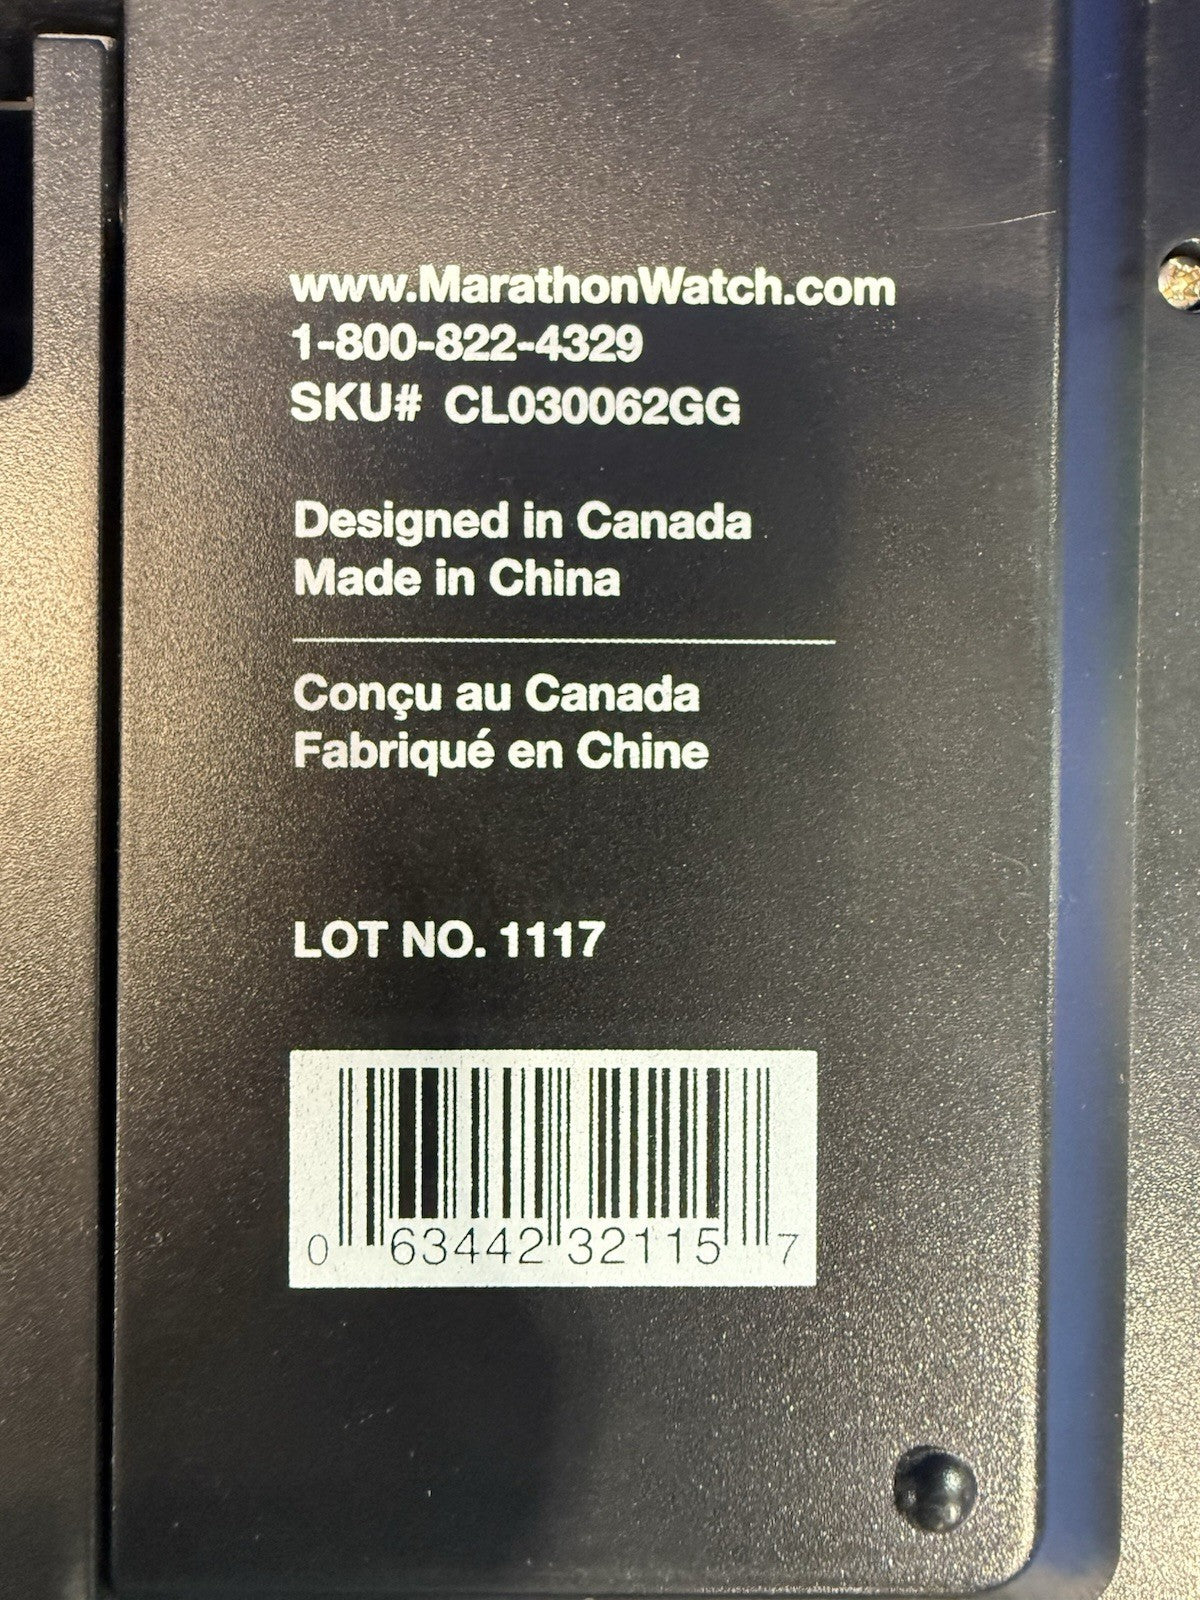 www.MarathonWatch.com
1-800-822-4329
SKU# CL030062GG
Designed in Canada
Made in China
Conçu au Canada
Fabriqué en Chine
LOT NO. 1117
0 63442 32115 7